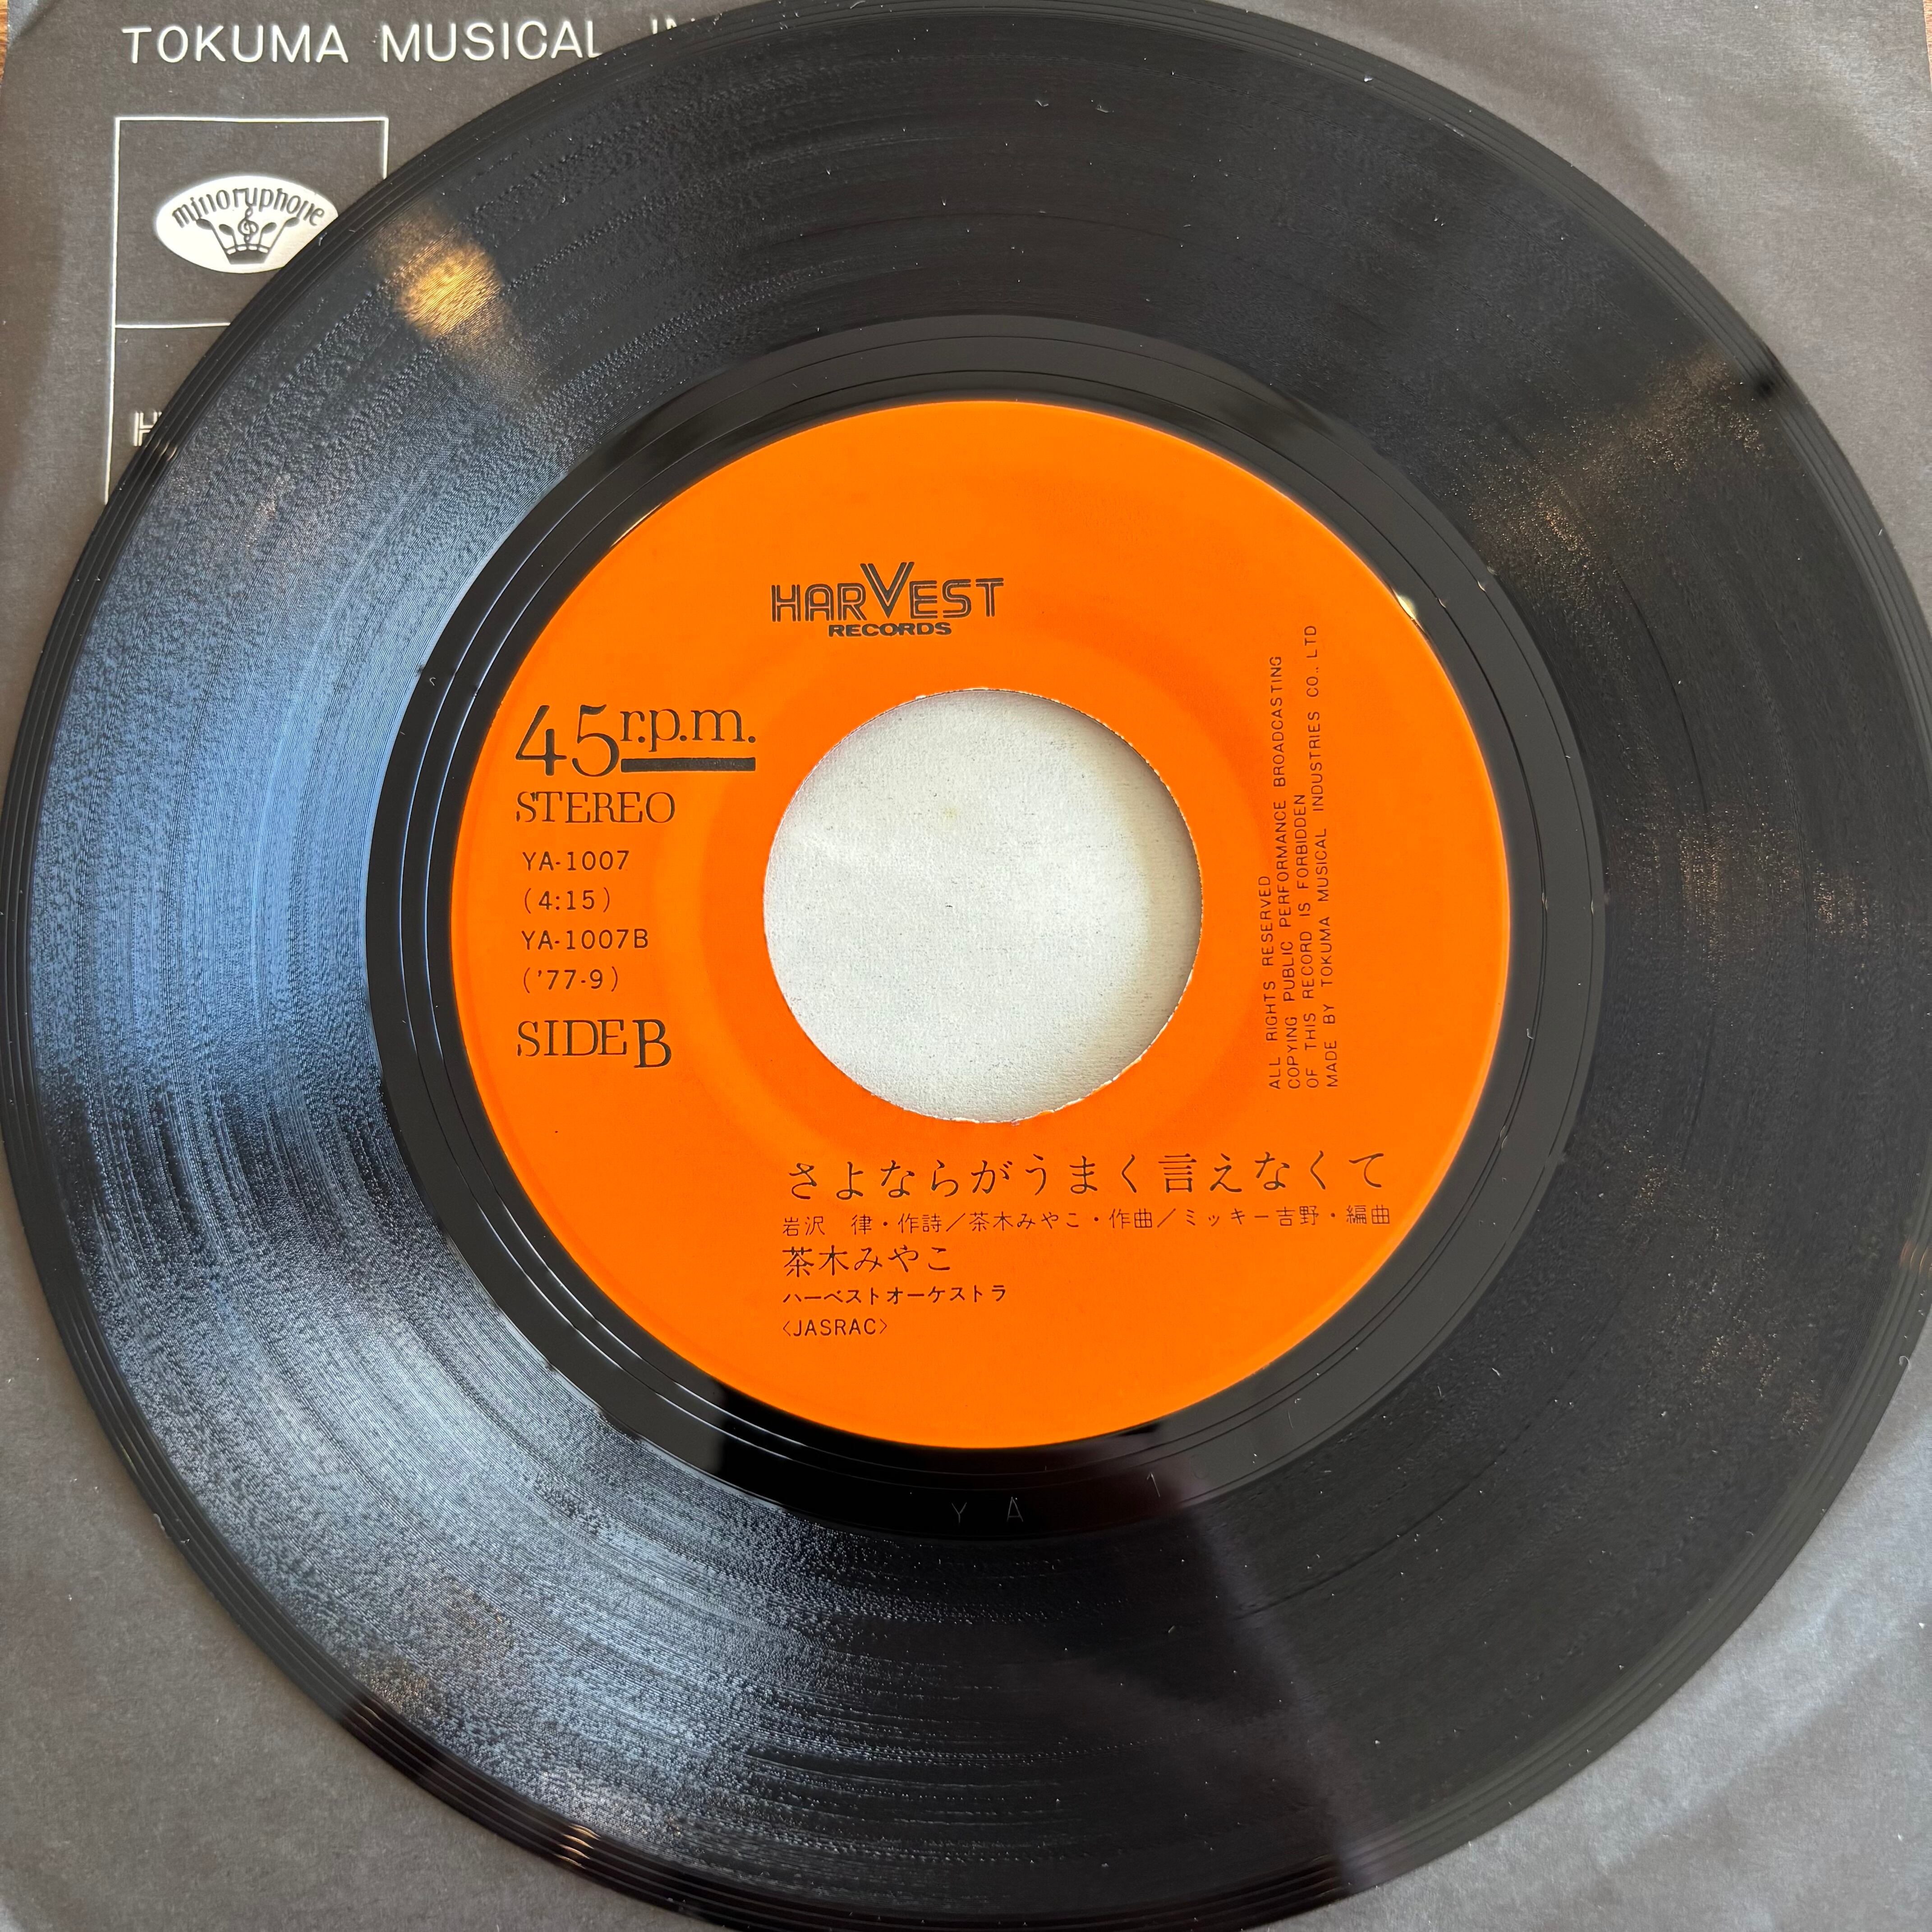 TOKUMA MUSICAL
minoruphone
HARVEST
RECORDS
45 r.p.m.
STEREO
YA-1007
(4:15)
YA-1007B
('77-9)
SIDE B
ALL RIGHTS RESERVED
COPYING PUBLIC PERFORMANCE BROADCASTING
OF THIS RECORD IS FORBIDDEN
MADE BY TOKUMA MUSICAL INDUSTRIES CO., LTD
さよならがうまく言えなくて
岩沢 律・作詩/茶木みやこ・作曲/ミッキー吉野・編曲
茶木みやこ
ハーベストオーケストラ
〈JASRAC〉
Y A 1